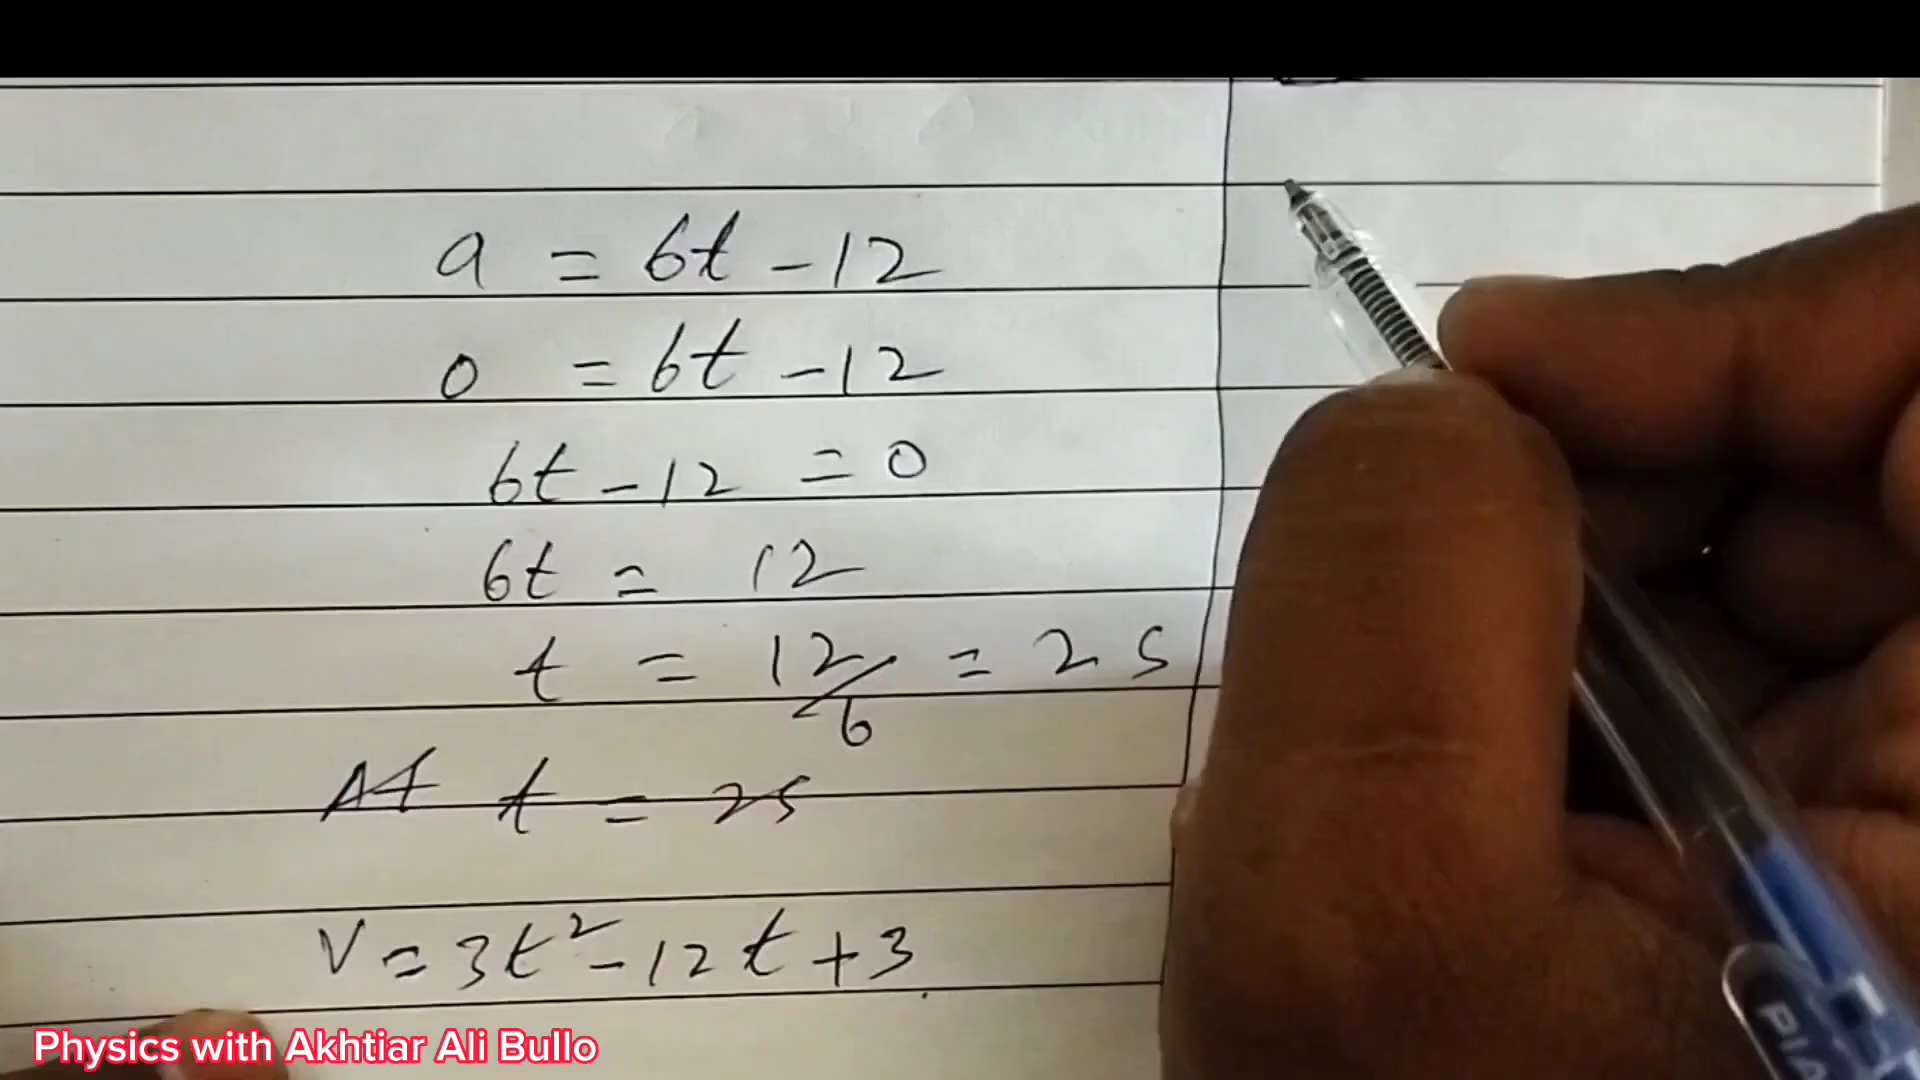 a = 6t - 12
0 = 6t - 12
6t - 12 = 0
6t = 12
t = 12/6 = 2 s
At t = 2s
V = 3t² - 12t + 3
Physics with Akhtiar Ali Bullo